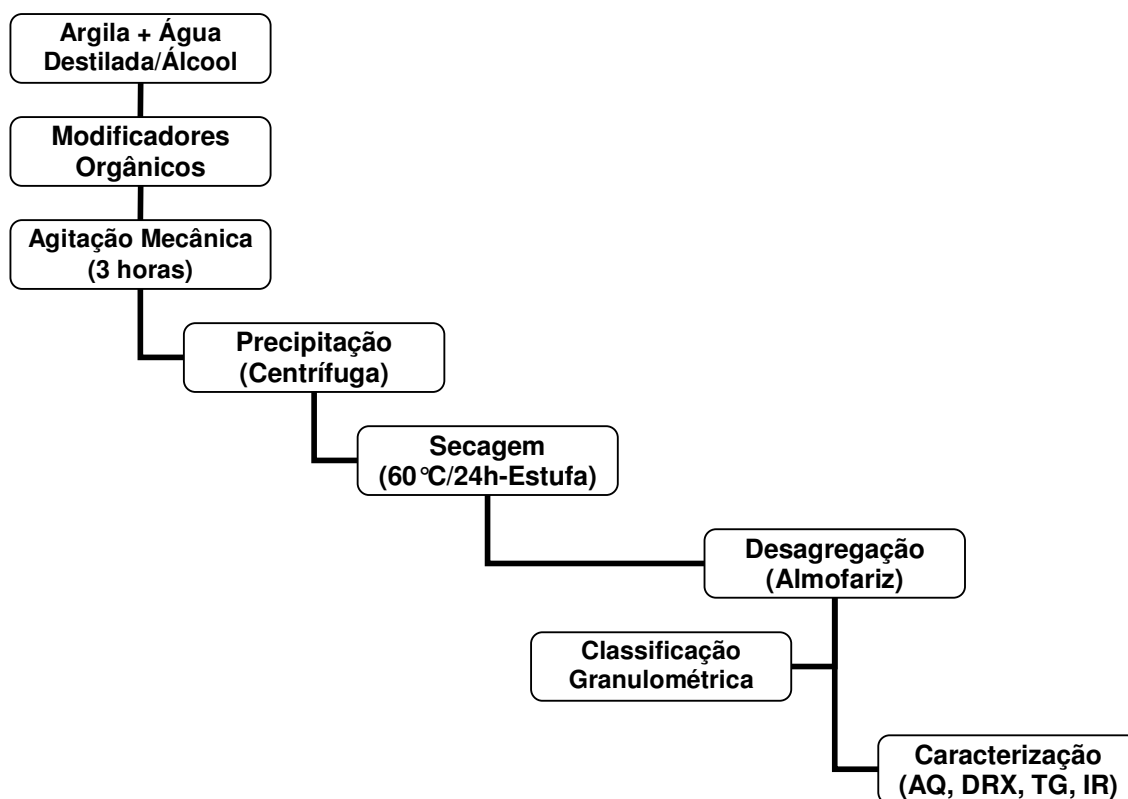 Argila + Água
Destilada/Álcool
Modificadores
Orgânicos
Agitação Mecânica
(3 horas)
Precipitação
(Centrífuga)
Secagem
(60°C/24h-Estufa)
Desagregação
(Almofariz)
Classificação
Granulométrica
Caracterização
(AQ, DRX, TG, IR)